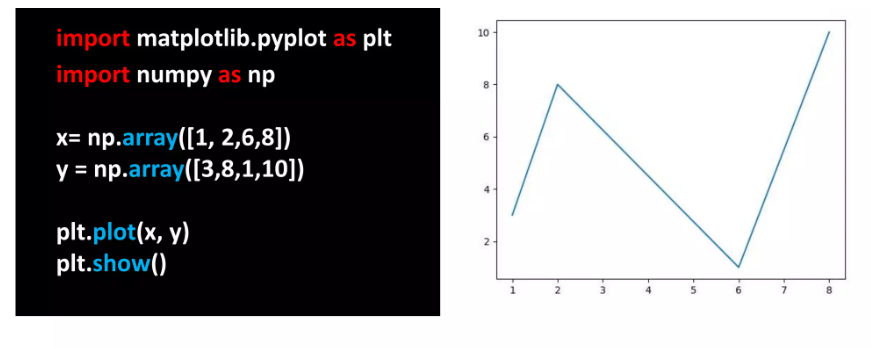 import matplotlib.pyplot as plt
import numpy as np
x= np.array([1, 2,6,8])
y = np.array([3,8,1,10])
plt.plot(x, y)
plt.show()
10
8
6
4
2
1 2 3 4 5 6 7 8